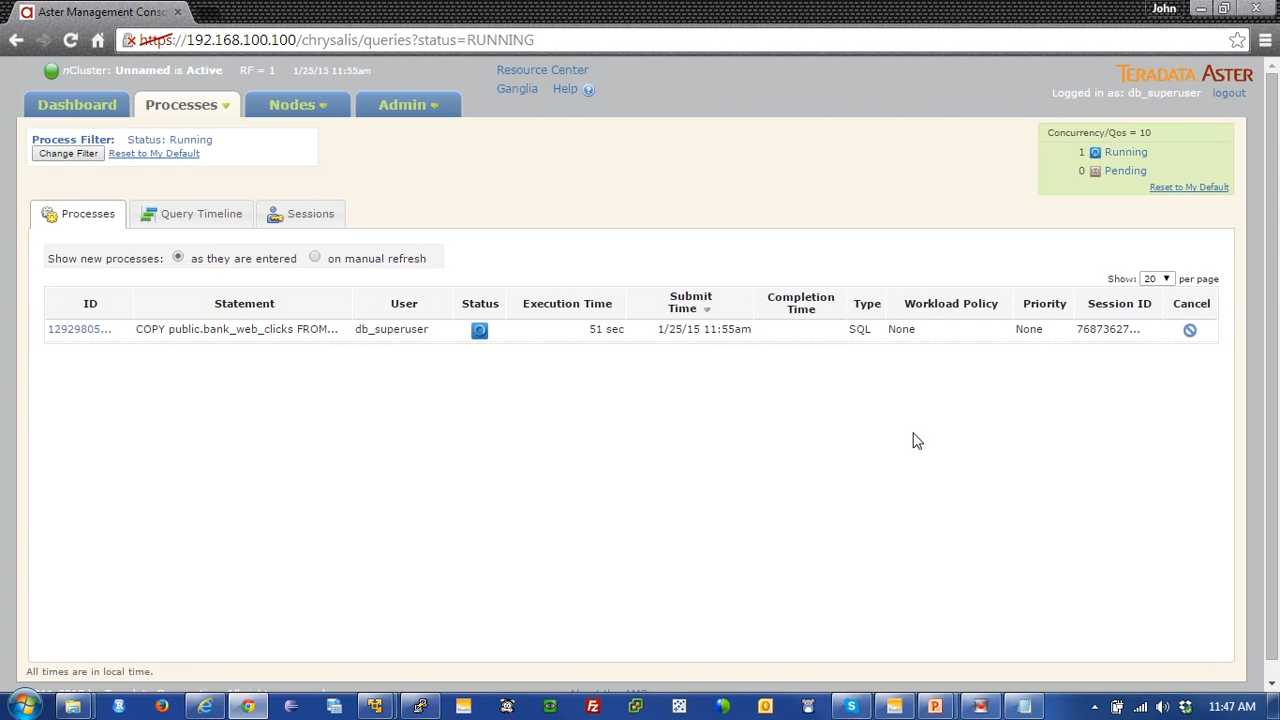 Aster Management Consc
John
https://192.168.100.100/chrysalis/queries?status=RUNNING
nCluster: Unnamed is Active RF = 1 1/25/15 11:55am
Resource Center
Ganglia Help
TERADATA ASTER
Logged in as: db_superuser logout
Dashboard Processes Nodes Admin
Process Filter: Status: Running
Change Filter Reset to My Default
Concurrency/Qos = 10
1 Running
0 Pending
Reset to My Default
Processes Query Timeline Sessions
Show new processes: as they are entered on manual refresh
Show: 20 per page
ID Statement User Status Execution Time Submit Time Completion Time Type Workload Policy Priority Session ID Cancel
12929805... COPY public.bank_web_clicks FROM... db_superuser 51 sec 1/25/15 11:55am SQL None None 76873627...
All times are in local time.
11:47 AM